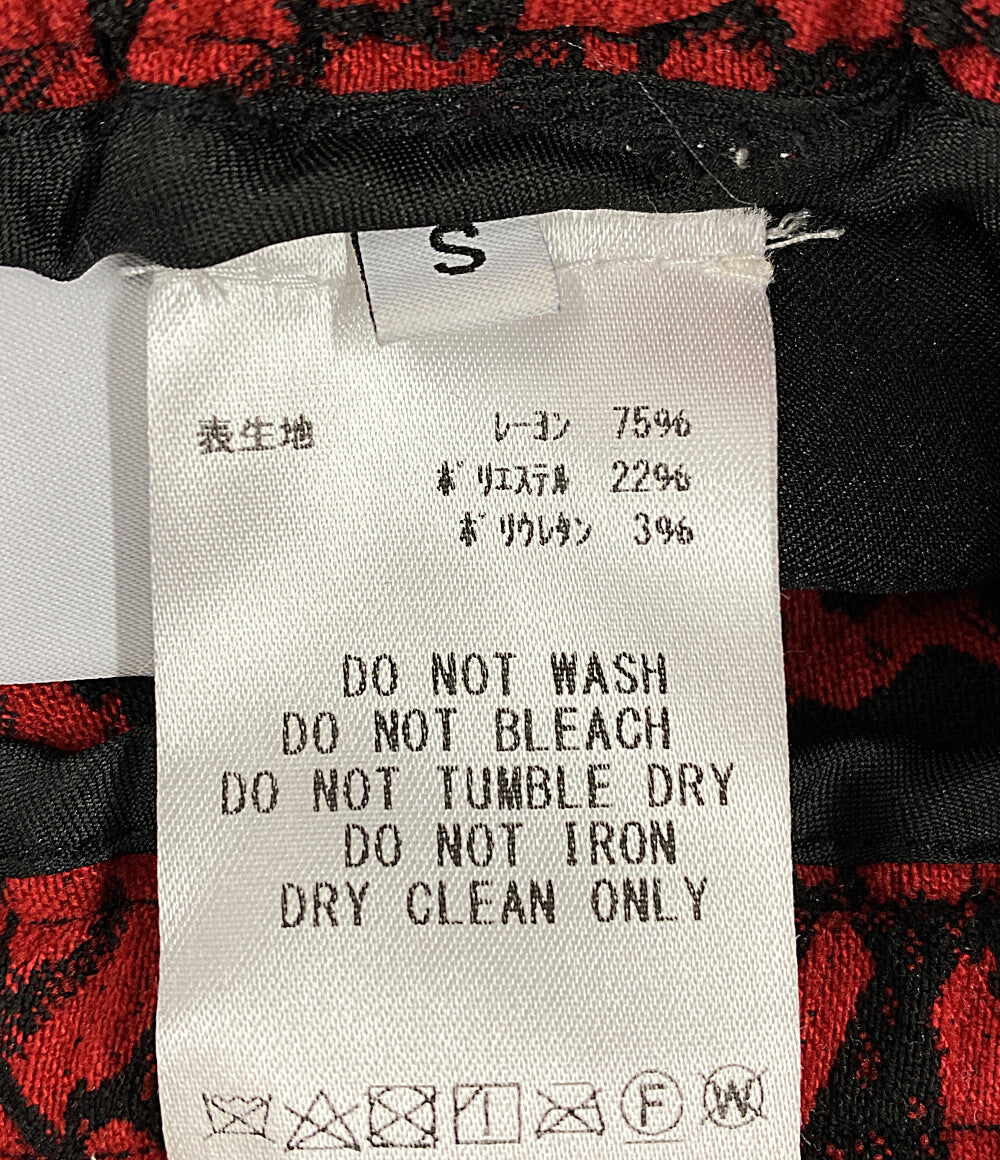 S
表生地 レーヨン 75%
ポリエステル 22%
ポリウレタン 3%
DO NOT WASH
DO NOT BLEACH
DO NOT TUMBLE DRY
DO NOT IRON
DRY CLEAN ONLY
F W